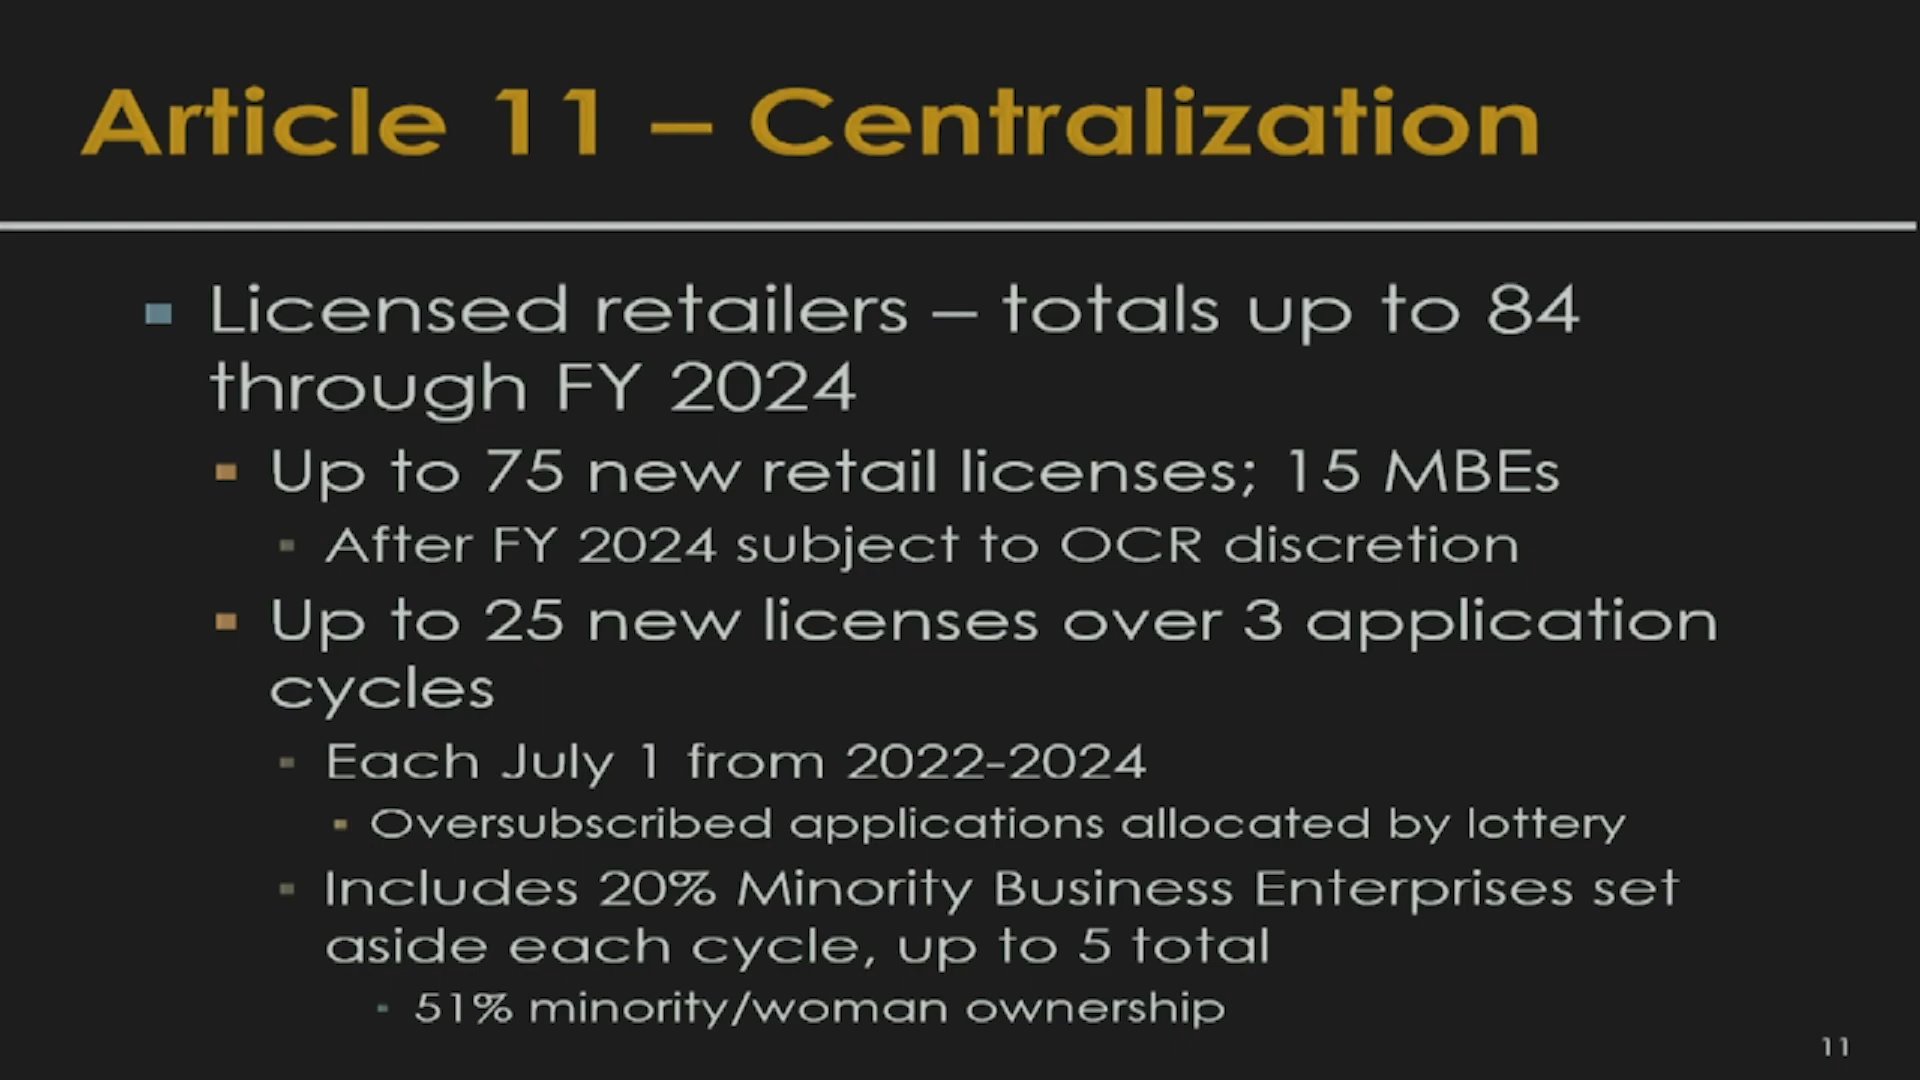 Article 11 – Centralization
Licensed retailers – totals up to 84
through FY 2024
Up to 75 new retail licenses; 15 MBEs
After FY 2024 subject to OCR discretion
Up to 25 new licenses over 3 application
cycles
Each July 1 from 2022-2024
Oversubscribed applications allocated by lottery
Includes 20% Minority Business Enterprises set
aside each cycle, up to 5 total
51% minority/woman ownership
11